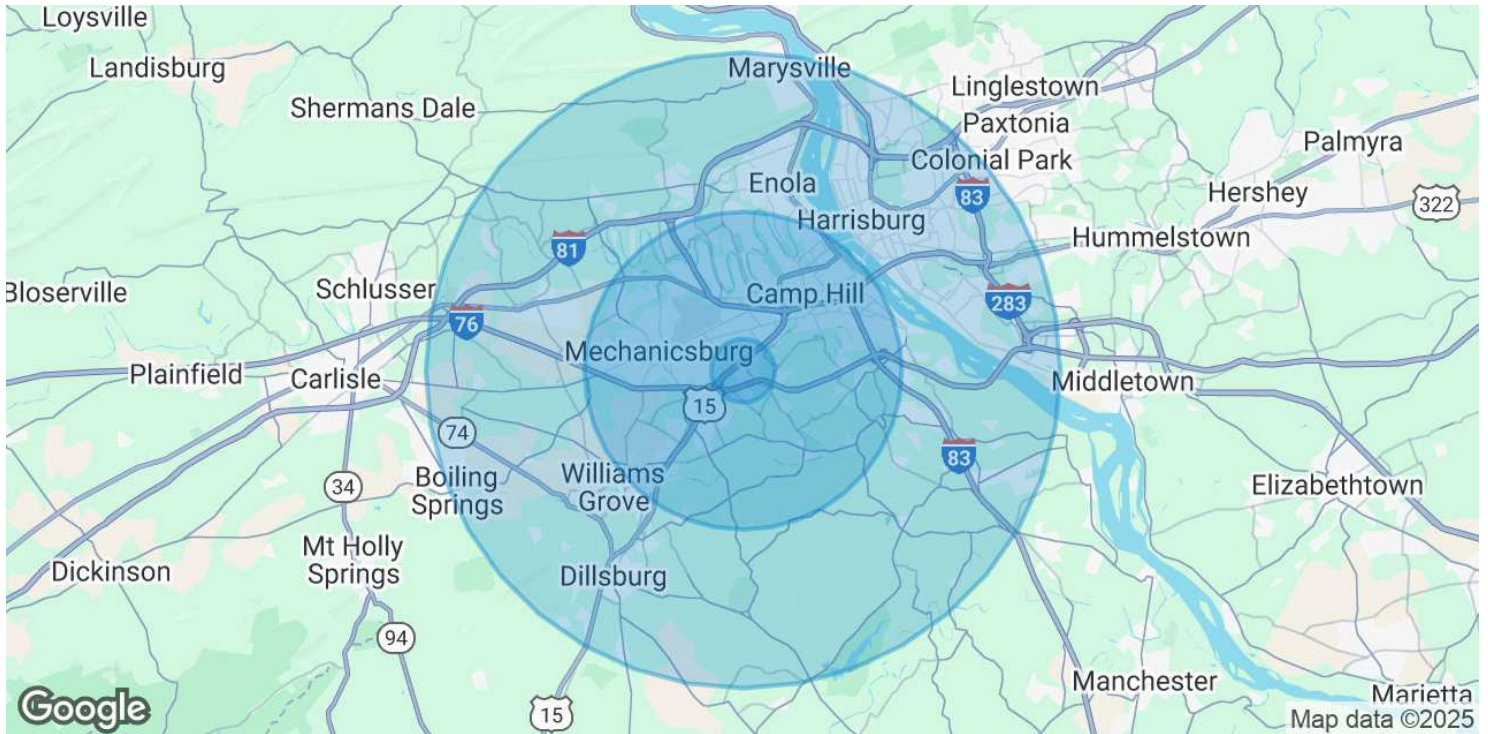 Loysville
Landisburg
Marysville
Linglestown
Shermans Dale
Paxtonia
Colonial Park
Palmyra
Enola
83
Hershey
322
Harrisburg
Hummelstown
81
Bloserville
Schlusser
Camp Hill
283
76
Mechanicsburg
Plainfield
Carlisle
Middletown
15
74
83
Boiling
Springs
Williams
Grove
34
Elizabethtown
Mt Holly
Springs
Dickinson
Dillsburg
94
Manchester
Marietta
Google
15
Map data ©2025